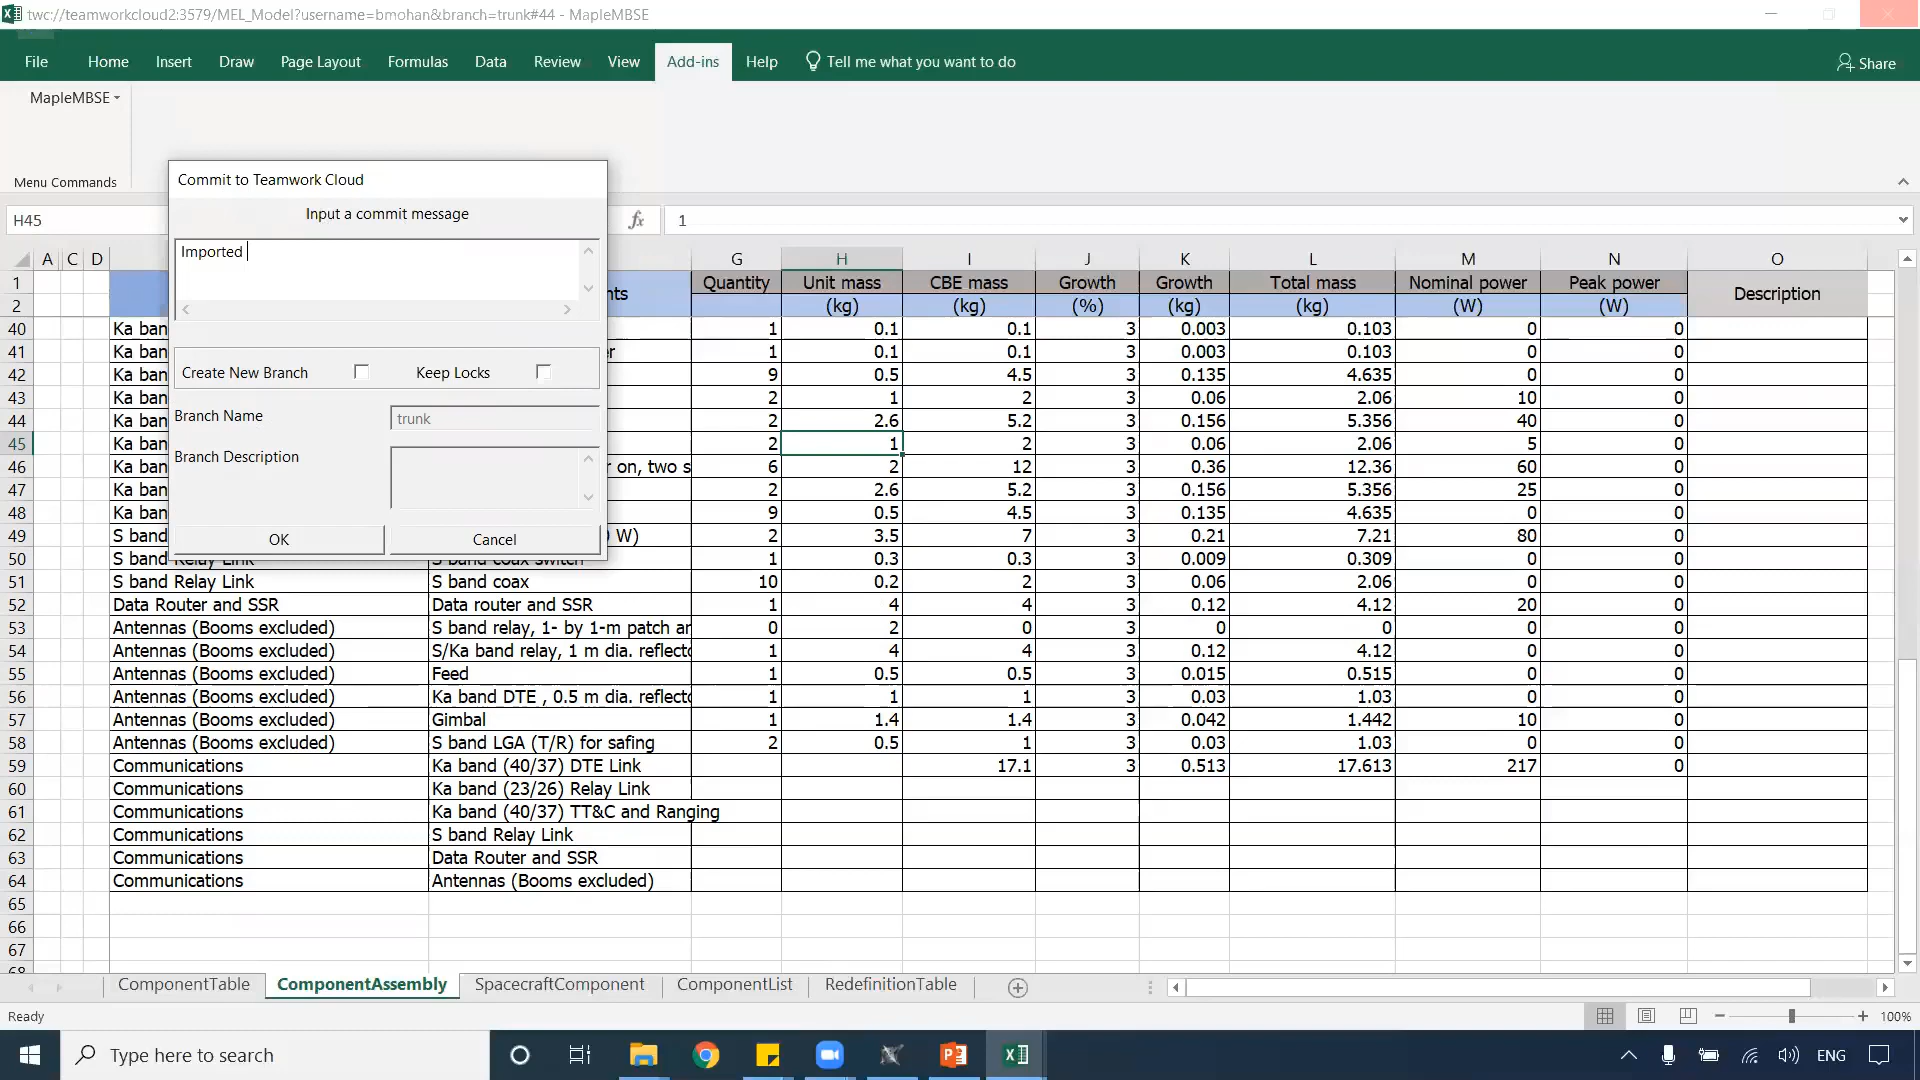 twc://teamworkcloud2:3579/MEL_Model?username=bmohan&branch=trunk#44 - MapleMBSE
File Home Insert Draw Page Layout Formulas Data Review View Add-ins Help Tell me what you want to do Share
MapleMBSE
Menu Commands
Commit to Teamwork Cloud
Input a commit message
Imported
Create New Branch Keep Locks
Branch Name trunk
Branch Description
OK Cancel
H45 fx 1
A C D G H I J K L M N O
1 Quantity Unit mass CBE mass Growth Growth Total mass Nominal power Peak power Description
2 nts (kg) (kg) (%) (kg) (kg) (W) (W)
40 Ka ban 1 0.1 0.1 3 0.003 0.103 0 0
41 Ka ban r 1 0.1 0.1 3 0.003 0.103 0 0
42 Ka ban 9 0.5 4.5 3 0.135 4.635 0 0
43 Ka ban 2 1 2 3 0.06 2.06 10 0
44 Ka ban 2 2.6 5.2 3 0.156 5.356 40 0
45 Ka ban 2 1 2 3 0.06 2.06 5 0
46 Ka ban r on, two s 6 2 12 3 0.36 12.36 60 0
47 Ka ban 2 2.6 5.2 3 0.156 5.356 25 0
48 Ka ban 9 0.5 4.5 3 0.135 4.635 0 0
49 S band W) 2 3.5 7 3 0.21 7.21 80 0
50 S band Relay Link S band coax switch 1 0.3 0.3 3 0.009 0.309 0 0
51 S band Relay Link S band coax 10 0.2 2 3 0.06 2.06 0 0
52 Data Router and SSR Data router and SSR 1 4 4 3 0.12 4.12 20 0
53 Antennas (Booms excluded) S band relay, 1- by 1-m patch ar 0 2 0 3 0 0 0 0
54 Antennas (Booms excluded) S/Ka band relay, 1 m dia. reflecto 1 4 4 3 0.12 4.12 0 0
55 Antennas (Booms excluded) Feed 1 0.5 0.5 3 0.015 0.515 0 0
56 Antennas (Booms excluded) Ka band DTE , 0.5 m dia. reflecto 1 1 1 3 0.03 1.03 0 0
57 Antennas (Booms excluded) Gimbal 1 1.4 1.4 3 0.042 1.442 10 0
58 Antennas (Booms excluded) S band LGA (T/R) for safing 2 0.5 1 3 0.03 1.03 0 0
59 Communications Ka band (40/37) DTE Link 17.1 3 0.513 17.613 217 0
60 Communications Ka band (23/26) Relay Link
61 Communications Ka band (40/37) TT&C and Ranging
62 Communications S band Relay Link
63 Communications Data Router and SSR
64 Communications Antennas (Booms excluded)
65
66
67
68
ComponentTable ComponentAssembly SpacecraftComponent ComponentList RedefinitionTable
Ready 100%
Type here to search ENG